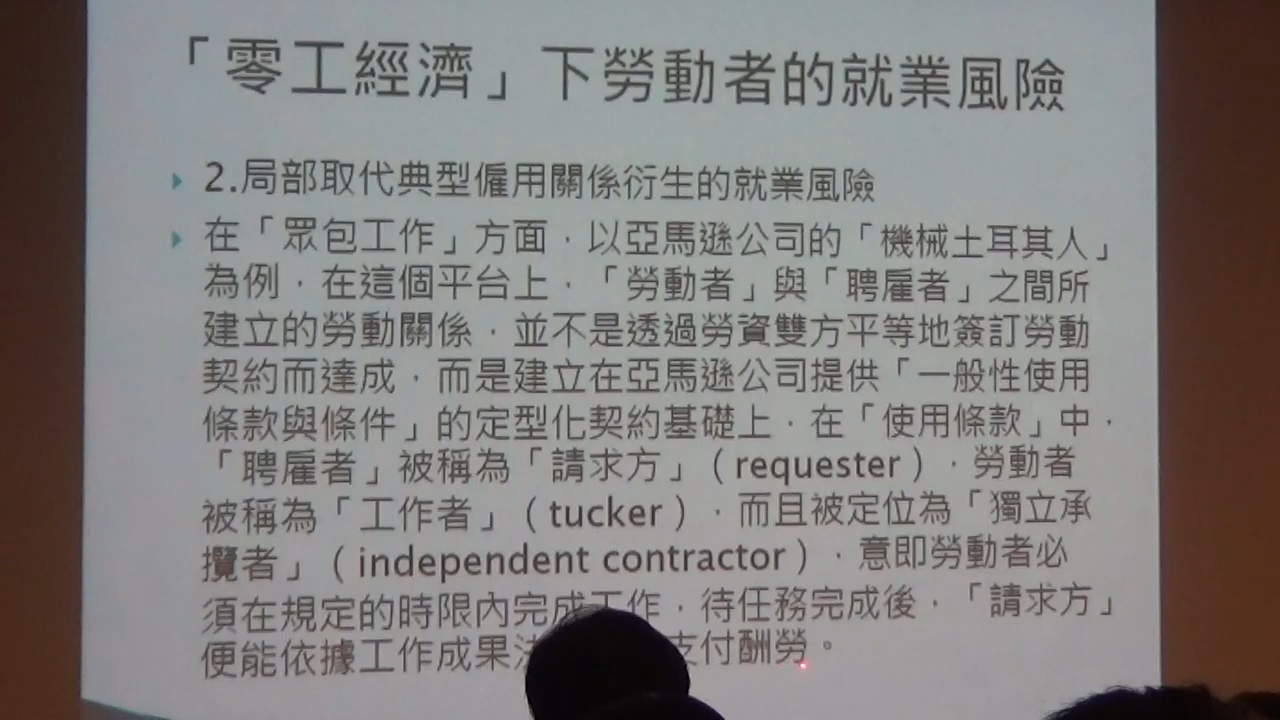 「零工經濟」下勞動者的就業風險
2.局部取代典型僱用關係衍生的就業風險
在「眾包工作」方面，以亞馬遜公司的「機械土耳其人」
為例，在這個平台上，「勞動者」與「聘雇者」之間所
建立的勞動關係，並不是透過勞資雙方平等地簽訂勞動
契約而達成，而是建立在亞馬遜公司提供「一般性使用
條款與條件」的定型化契約基礎上，在「使用條款」中，
「聘雇者」被稱為「請求方」（requester），勞動者
被稱為「工作者」（tucker），而且被定位為「獨立承
攬者」（independent contractor），意即勞動者必
須在規定的時限內完成工作，待任務完成後，「請求方」
便能依據工作成果 支付酬勞。